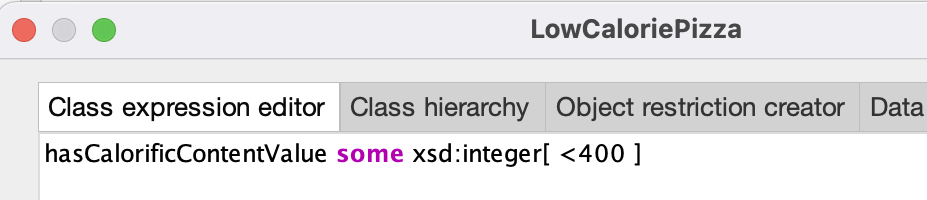 LowCaloriePizza
Class expression editor Class hierarchy Object restriction creator Data
hasCalorificContentValue some xsd:integer[ <400 ]